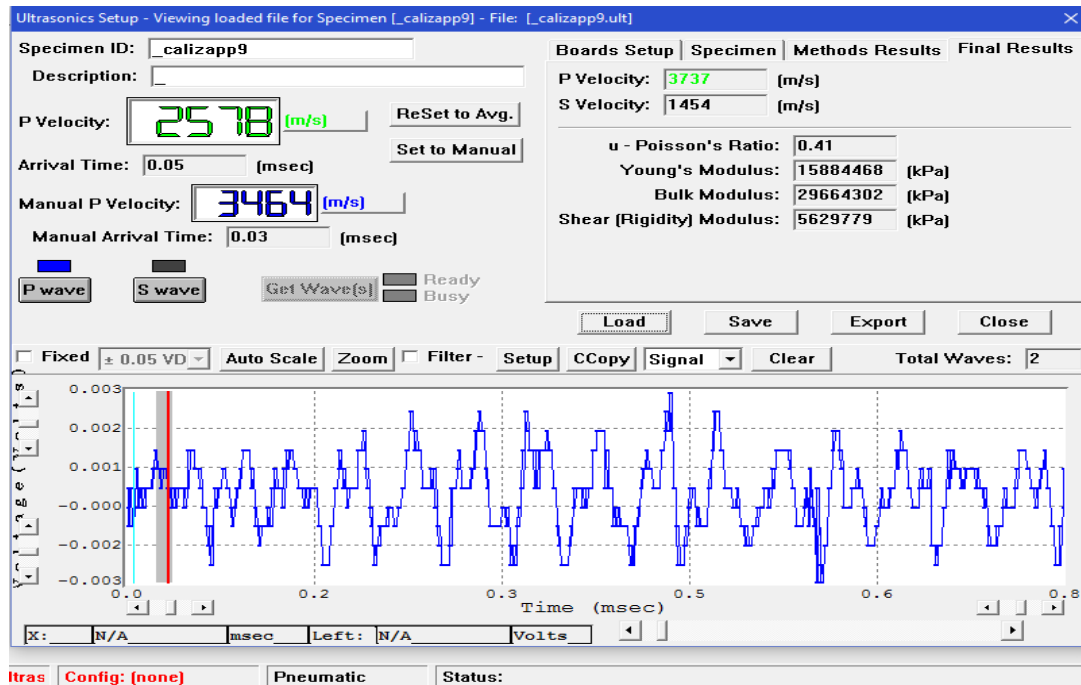 Ultrasonics Setup - Viewing loaded file for Specimen [_calizapp9] - File: [_calizapp9.ult]
Specimen ID: _calizapp9
Description: _
P Velocity: 2578 (m/s)
ReSet to Avg.
Set to Manual
Arrival Time: 0.05 (msec)
Manual P Velocity: 3464 (m/s)
Manual Arrival Time: 0.03 (msec)
P wave S wave Get Wave(s) Ready
Busy
Boards Setup Specimen Methods Results Final Results
P Velocity: 3737 (m/s)
S Velocity: 1454 (m/s)
u - Poisson's Ratio: 0.41
Young's Modulus: 15884468 (kPa)
Bulk Modulus: 29664302 (kPa)
Shear (Rigidity) Modulus: 5629779 (kPa)
Load Save Export Close
Fixed ± 0.05 VD Auto Scale Zoom Filter - Setup CCopy Signal Clear Total Waves: 2
0.003
0.002
0.001
-0.000
-0.002
-0.003
0.0 0.2 0.3 0.5 0.6 0.8
Time (msec)
X: N/A msec Left: N/A Volts
ltras Config: (none) Pneumatic Status: